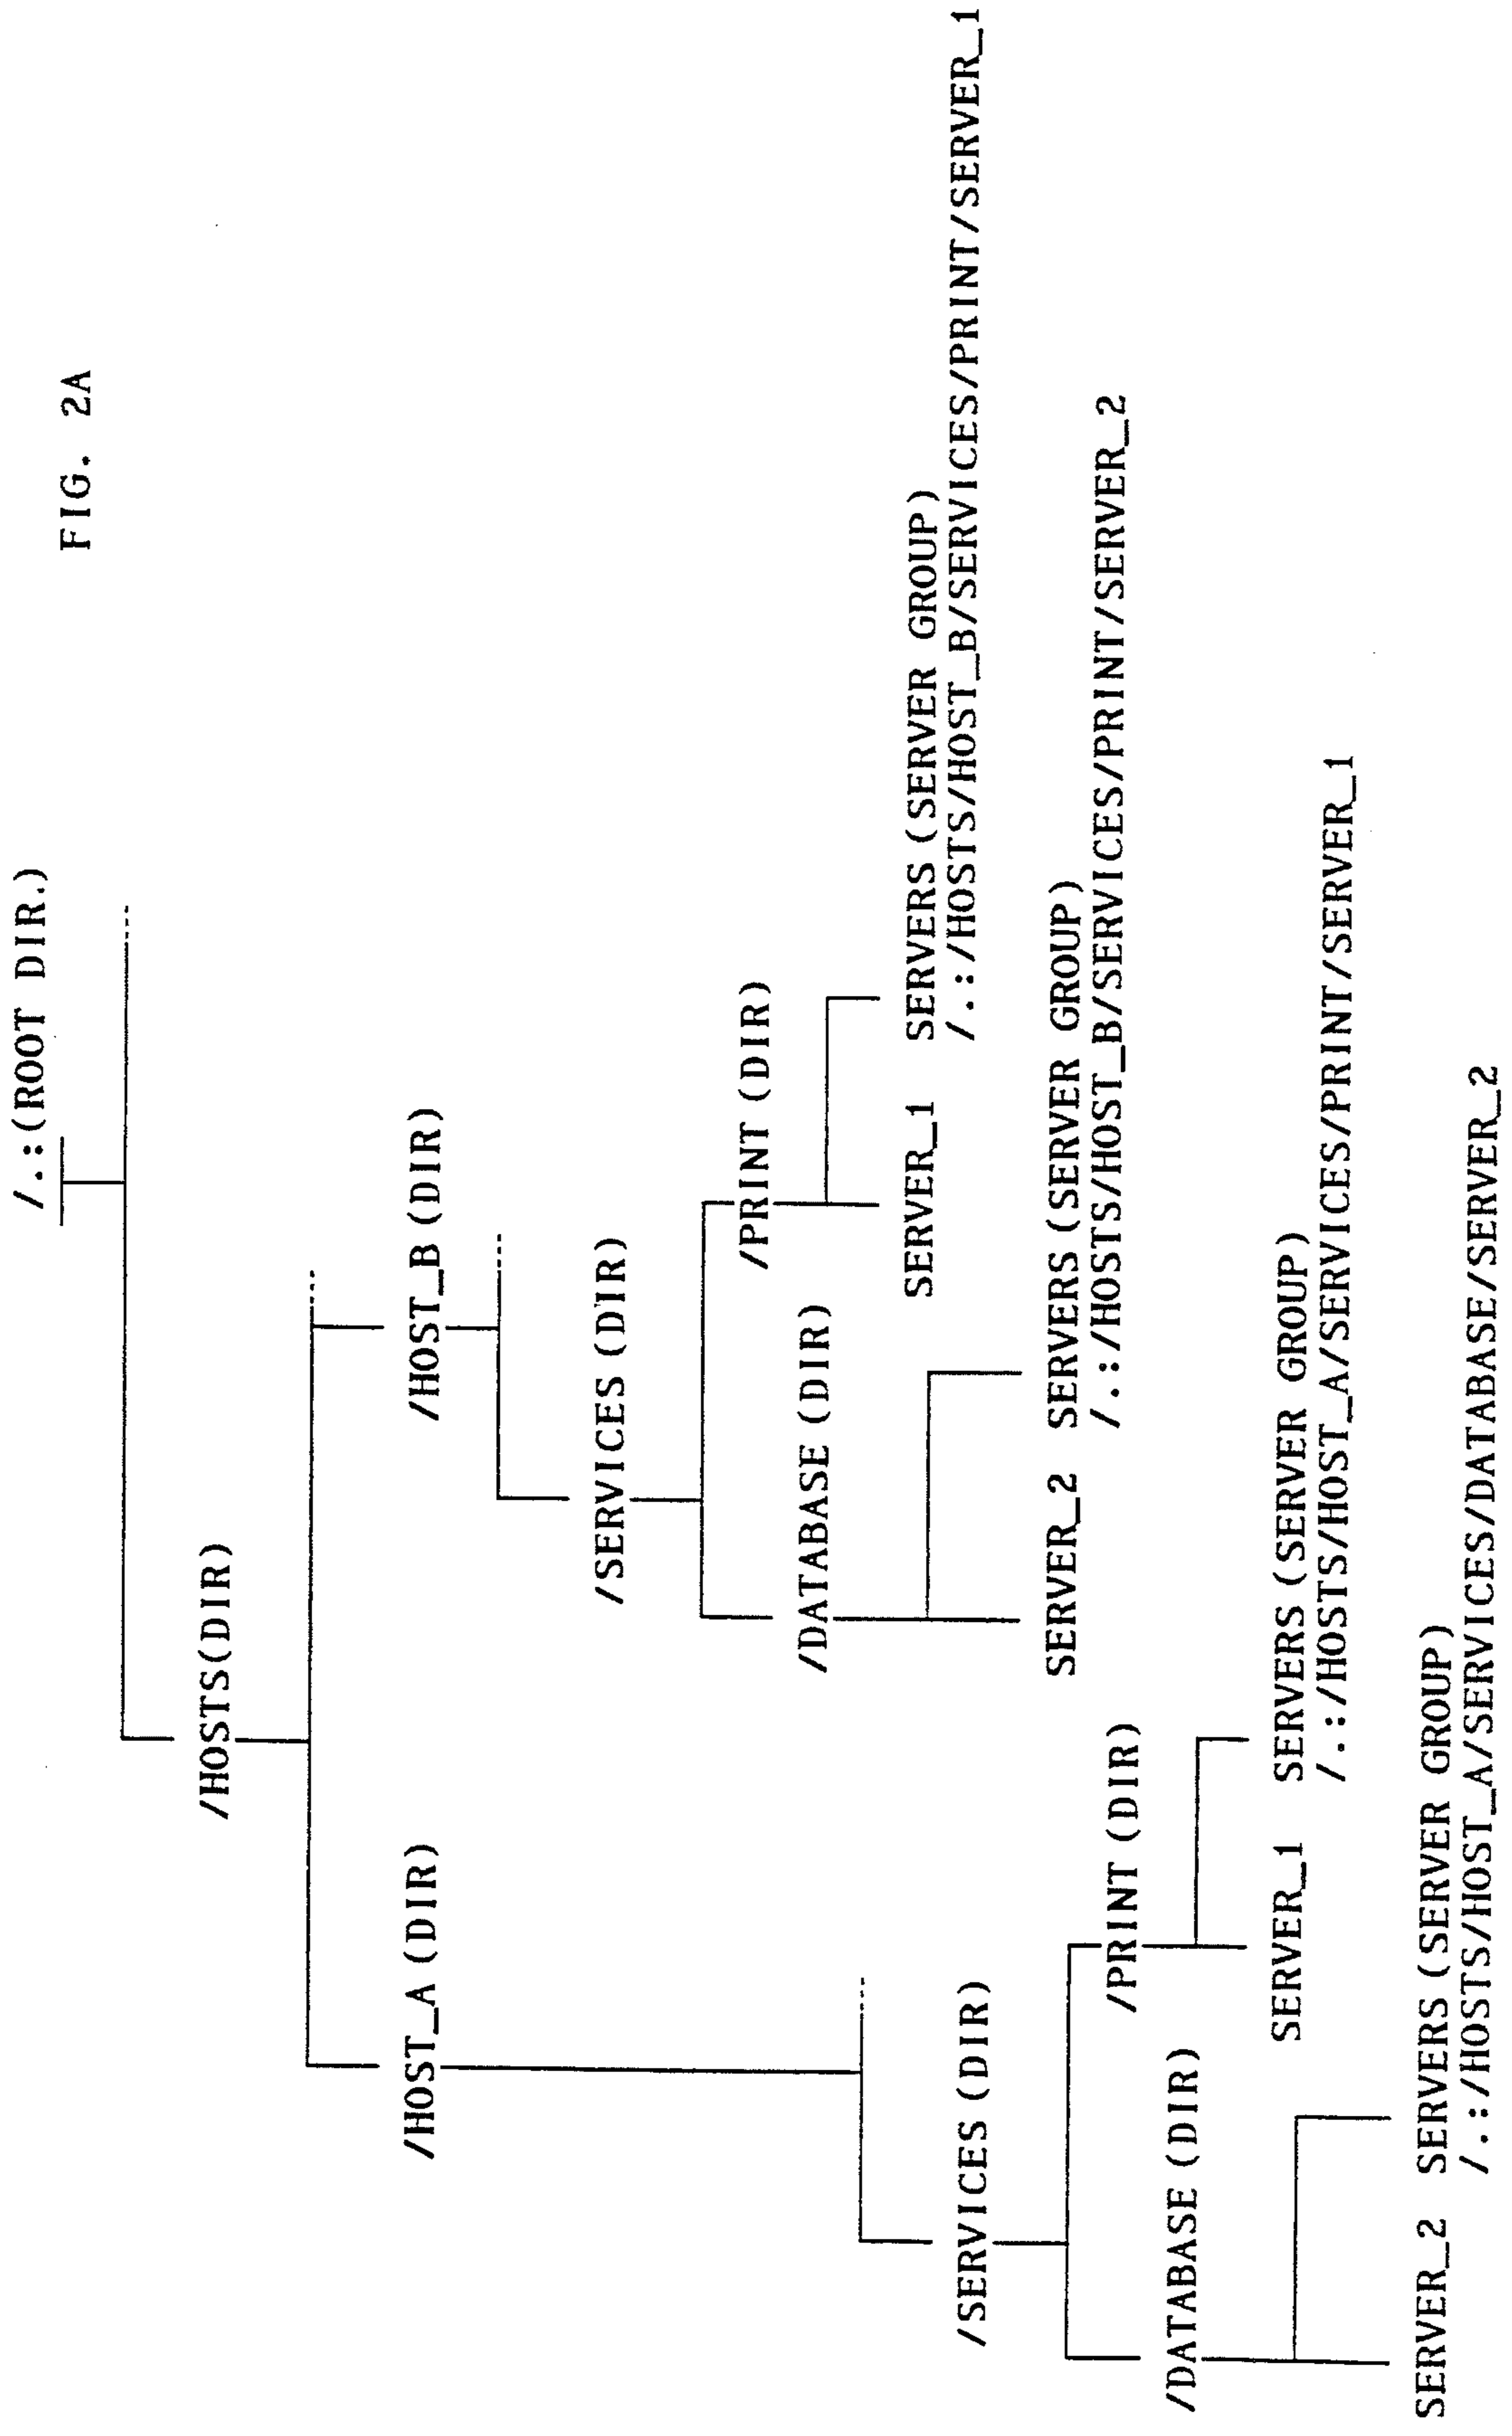 FIG. 2A
/.:(ROOT DIR.)
/HOSTS(DIR)
/HOST_A (DIR)
/HOST_B (DIR)
/SERVICES (DIR)
/DATABASE (DIR)
/PRINT (DIR)
SERVER_1
SERVERS (SERVER GROUP)
/.:/HOSTS/HOST_B/SERVICES/PRINT/SERVER_1
SERVER_2
SERVERS (SERVER GROUP)
/.:/HOSTS/HOST_B/SERVICES/PRINT/SERVER_2
/SERVICES (DIR)
/DATABASE (DIR)
/PRINT (DIR)
SERVER_1
SERVERS (SERVER GROUP)
/.:/HOSTS/HOST_A/SERVICES/PRINT/SERVER_1
SERVER_2
SERVERS (SERVER GROUP)
/.:/HOSTS/HOST_A/SERVICES/DATABASE/SERVER_2